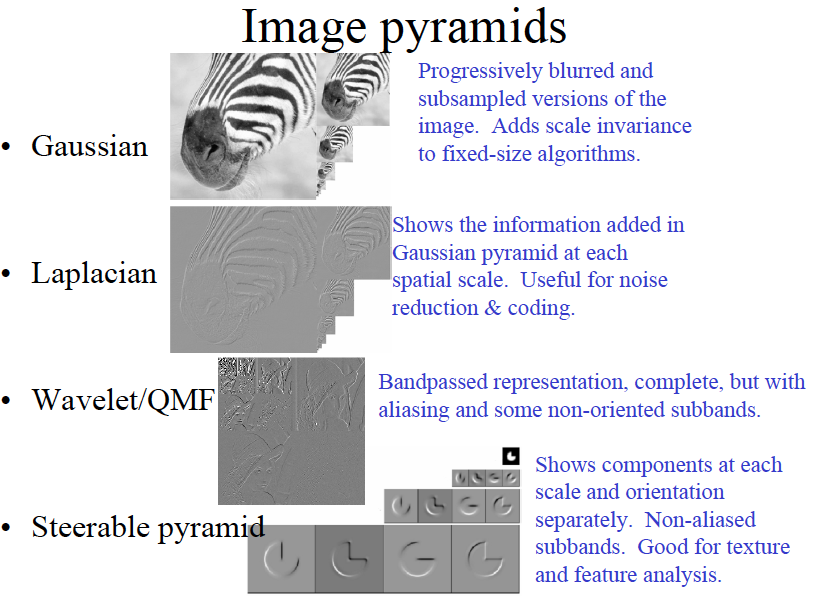 Image pyramids
• Gaussian
Progressively blurred and
subsampled versions of the
image.  Adds scale invariance
to fixed-size algorithms.
• Laplacian
Shows the information added in
Gaussian pyramid at each
spatial scale.  Useful for noise
reduction & coding.
• Wavelet/QMF
Bandpassed representation, complete, but with
aliasing and some non-oriented subbands.
• Steerable pyramid
Shows components at each
scale and orientation
separately.  Non-aliased
subbands.  Good for texture
and feature analysis.